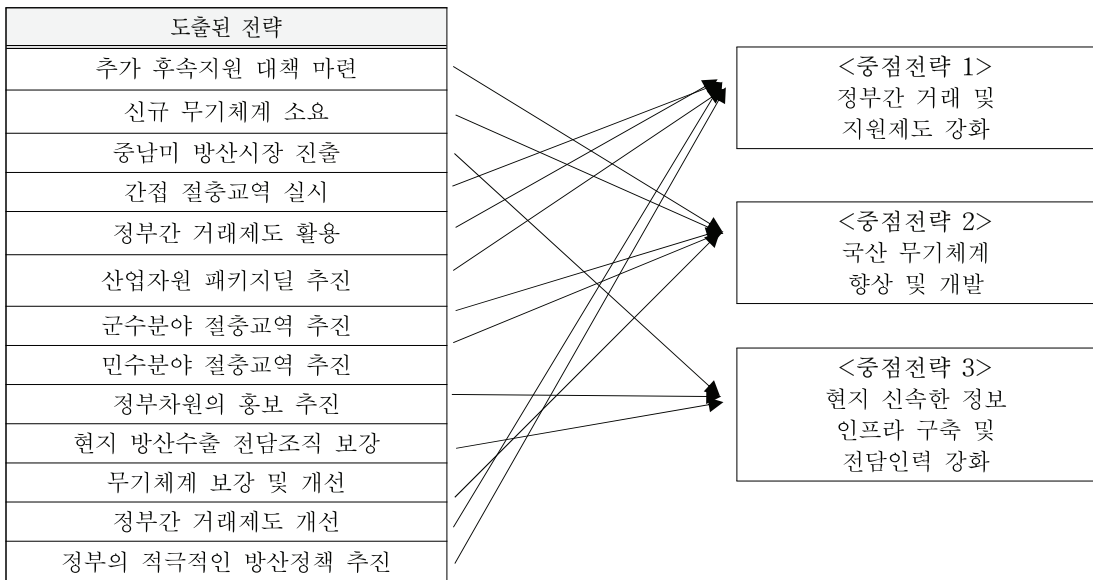 도출된 전략
추가 후속지원 대책 마련
신규 무기체계 소요
중남미 방산시장 진출
간접 절충교역 실시
정부간 거래제도 활용
산업자원 패키지딜 추진
군수분야 절충교역 추진
민수분야 절충교역 추진
정부차원의 홍보 추진
현지 방산수출 전담조직 보강
무기체계 보강 및 개선
정부간 거래제도 개선
정부의 적극적인 방산정책 추진
<중점전략 1>
정부간 거래 및
지원제도 강화
<중점전략 2>
국산 무기체계
향상 및 개발
<중점전략 3>
현지 신속한 정보
인프라 구축 및
전담인력 강화